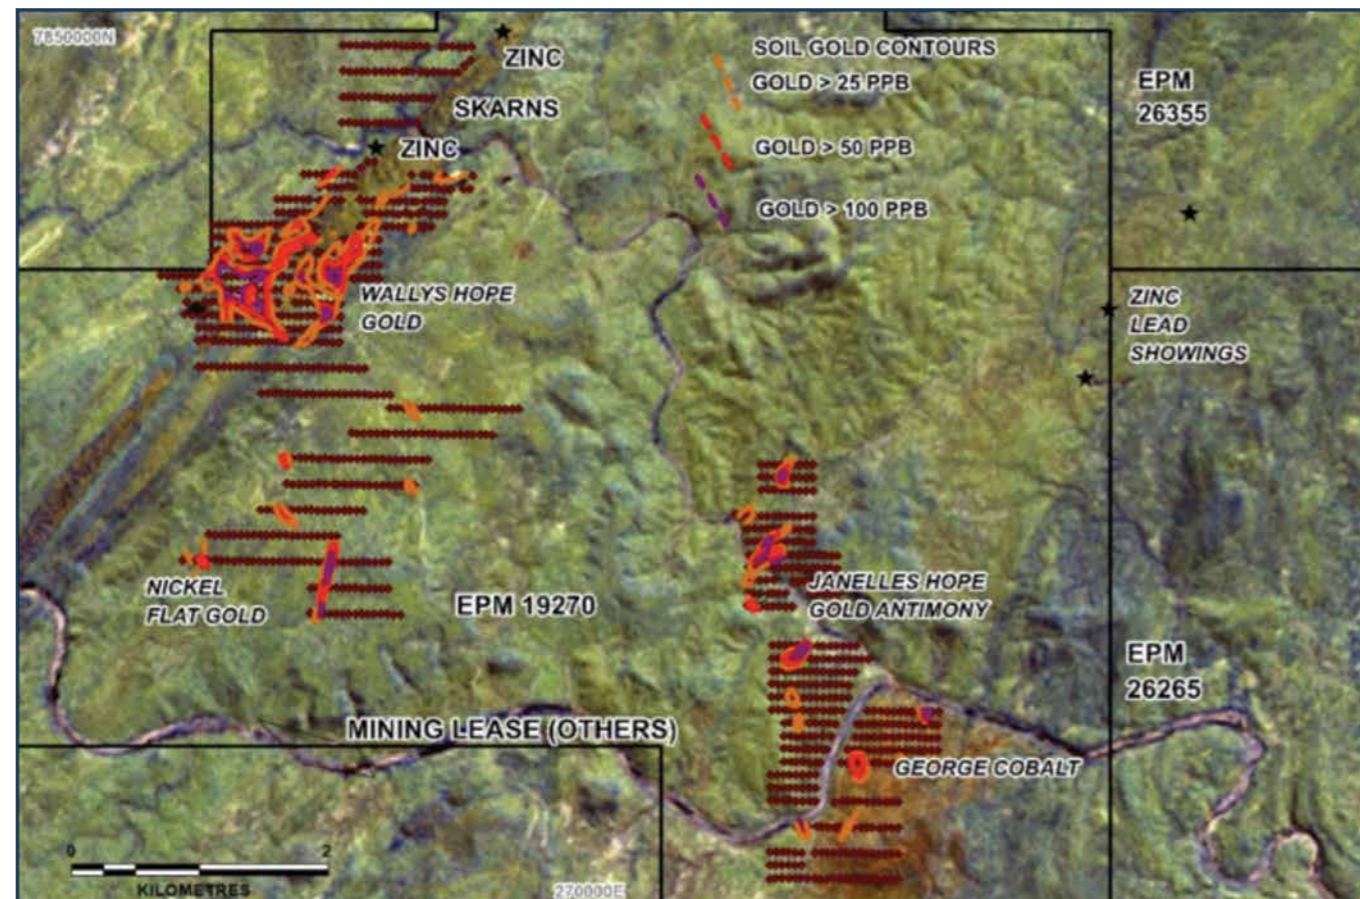 7850000N
ZINC
SKARNS
ZINC
SOIL GOLD CONTOURS
GOLD > 25 PPB
GOLD > 50 PPB
GOLD > 100 PPB
EPM
26355
WALLYS HOPE
GOLD
ZINC
LEAD
SHOWINGS
NICKEL
FLAT GOLD
EPM 19270
JANELLES HOPE
GOLD ANTIMONY
EPM
26265
MINING LEASE (OTHERS)
GEORGE COBALT
0 2
KILOMETRES
270000E